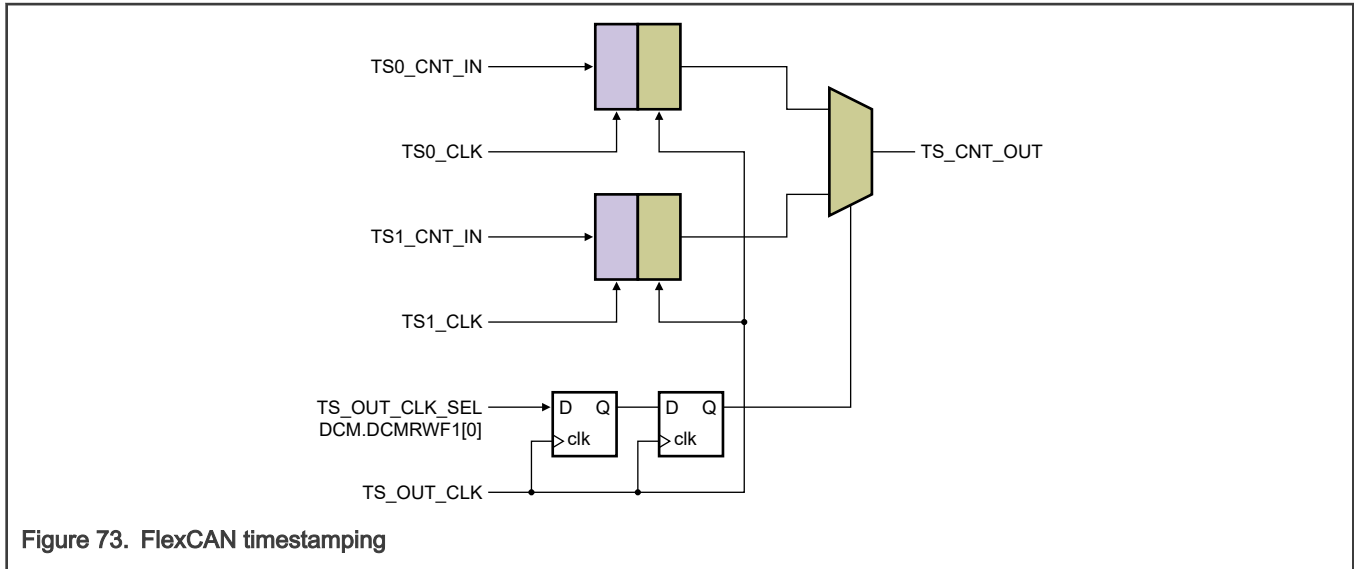 TS0_CNT_IN
TS0_CLK
TS_CNT_OUT
TS1_CNT_IN
TS1_CLK
TS_OUT_CLK_SEL
DCM.DCMRWF1[0]
D Q
clk
D Q
clk
TS_OUT_CLK
Figure 73. FlexCAN timestamping